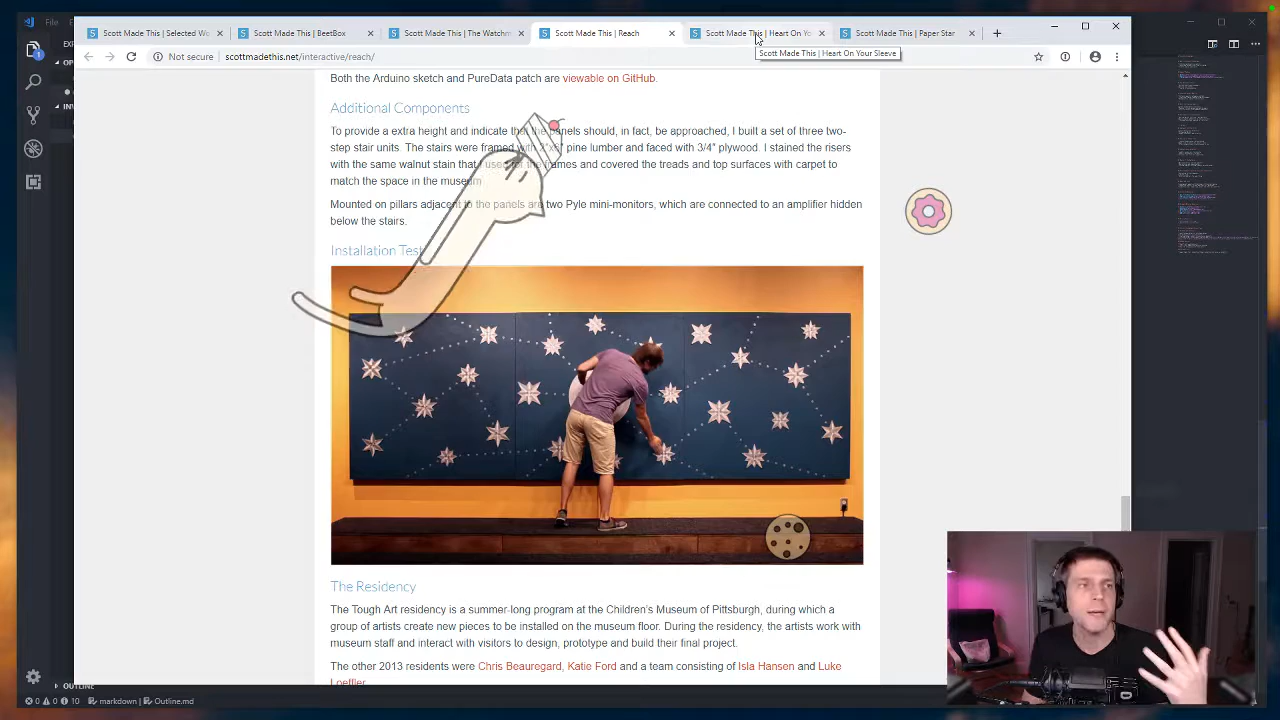 File
Scott Made This | Selected Wo
Scott Made This | BeetBox
Scott Made This | The Watchm
Scott Made This | Reach
Scott Made This | Heart On Yo
Scott Made This | Paper Star
Not secure
scottmadethis.net/interactive/reach/
Scott Made This | Heart On Your Sleeve
Both the Arduino sketch and Pure Data patch are viewable on GitHub.
Additional Components
To provide a extra height and indicate that the panels should, in fact, be approached, I built a set of three two-
step stair units. The stairs were with pine lumber and faced with 3/4" plywood. I stained the risers
with the same walnut stain that the frames and covered the treads and top surfaces with carpet to
match the space in the museum
Mounted on pillars adjacent to are two Pyle mini-monitors, which are connected to an amplifier hidden
below the stairs.
Installation Test
The Residency
The Tough Art residency is a summer-long program at the Children's Museum of Pittsburgh, during which a
group of artists create new pieces to be installed on the museum floor. During the residency, the artists work with
museum staff and interact with visitors to design, prototype and build their final project.
The other 2013 residents were Chris Beauregard, Katie Ford and a team consisting of Isla Hansen and Luke
Loeffler
OUTLINE
0 0 10 markdown Outline.md